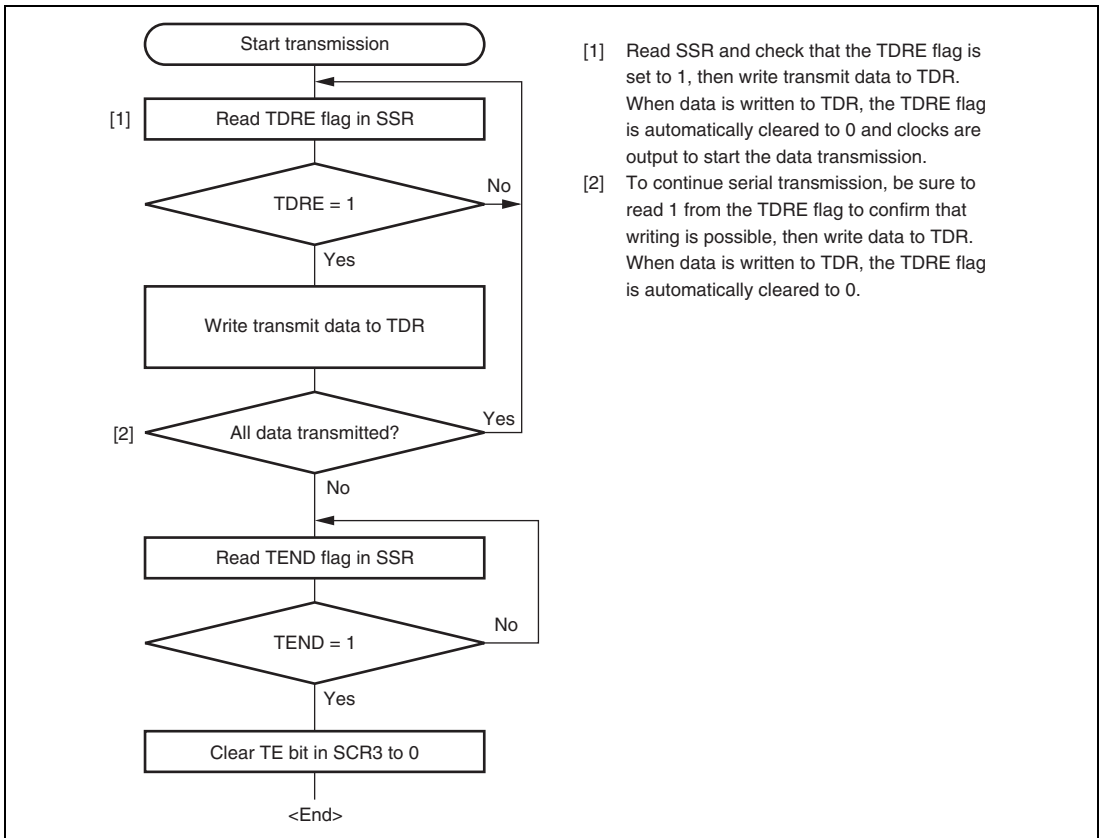 Start transmission
[1]
Read TDRE flag in SSR
TDRE = 1
No
Yes
Write transmit data to TDR
[2]
All data transmitted?
Yes
No
Read TEND flag in SSR
TEND = 1
No
Yes
Clear TE bit in SCR3 to 0
<End>
[1] Read SSR and check that the TDRE flag is
set to 1, then write transmit data to TDR.
When data is written to TDR, the TDRE flag
is automatically cleared to 0 and clocks are
output to start the data transmission.
[2] To continue serial transmission, be sure to
read 1 from the TDRE flag to confirm that
writing is possible, then write data to TDR.
When data is written to TDR, the TDRE flag
is automatically cleared to 0.